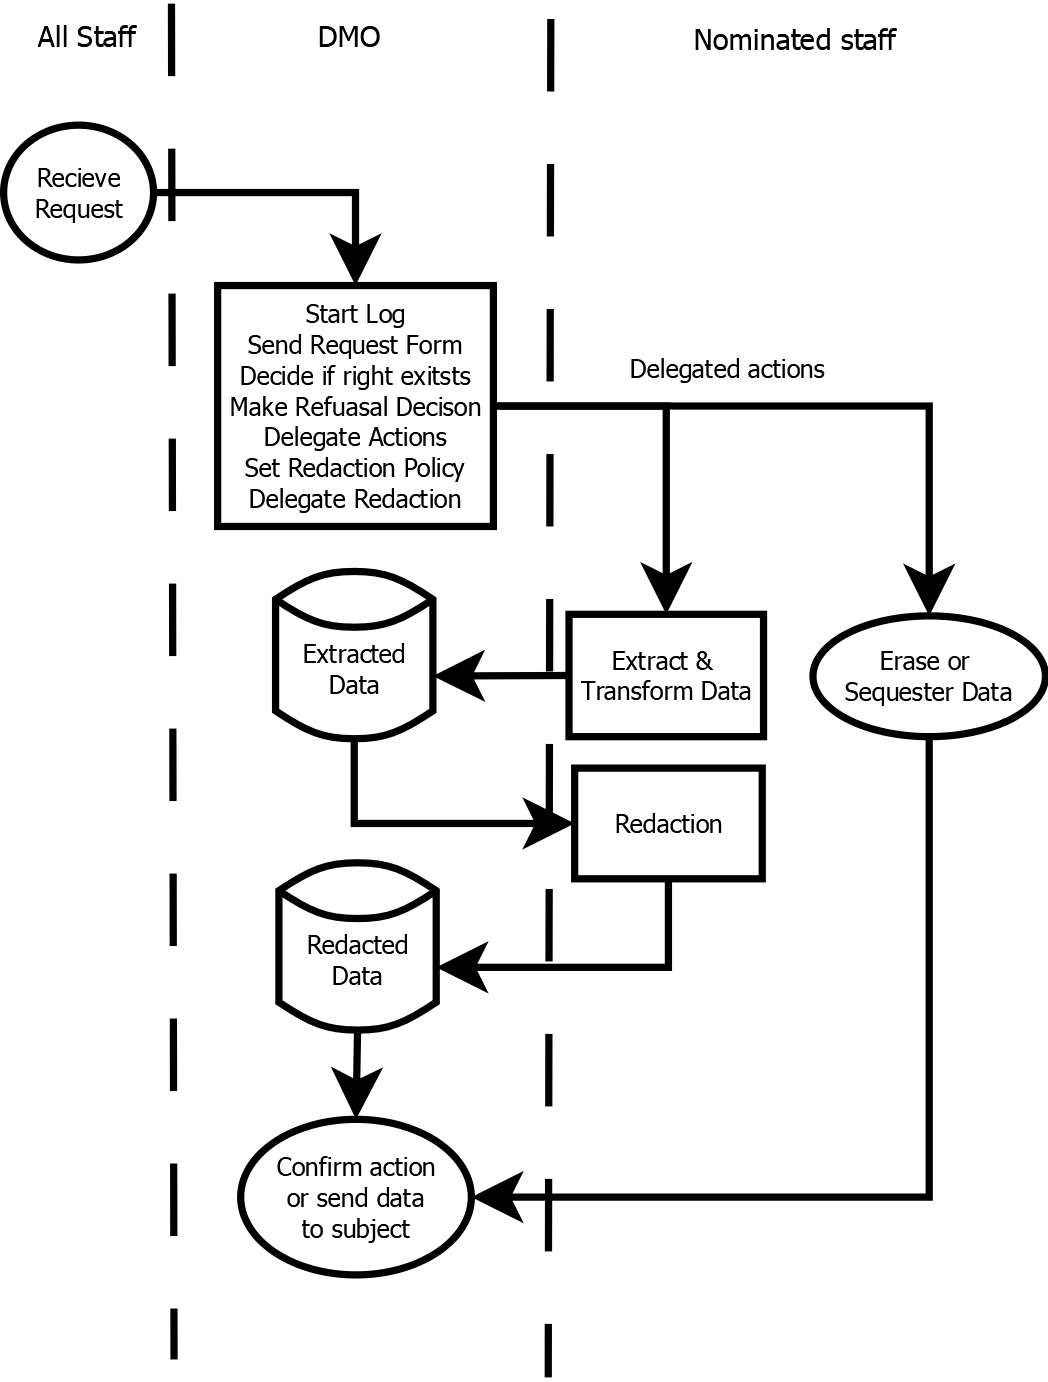 All Staff
DMO
Nominated staff
Recieve
Request
Start Log
Send Request Form
Decide if right exitsts
Make Refuasal Decison
Delegate Actions
Set Redaction Policy
Delegate Redaction
Delegated actions
Extracted
Data
Extract &
Transform Data
Erase or
Sequester Data
Redaction
Redacted
Data
Confirm action
or send data
to subject